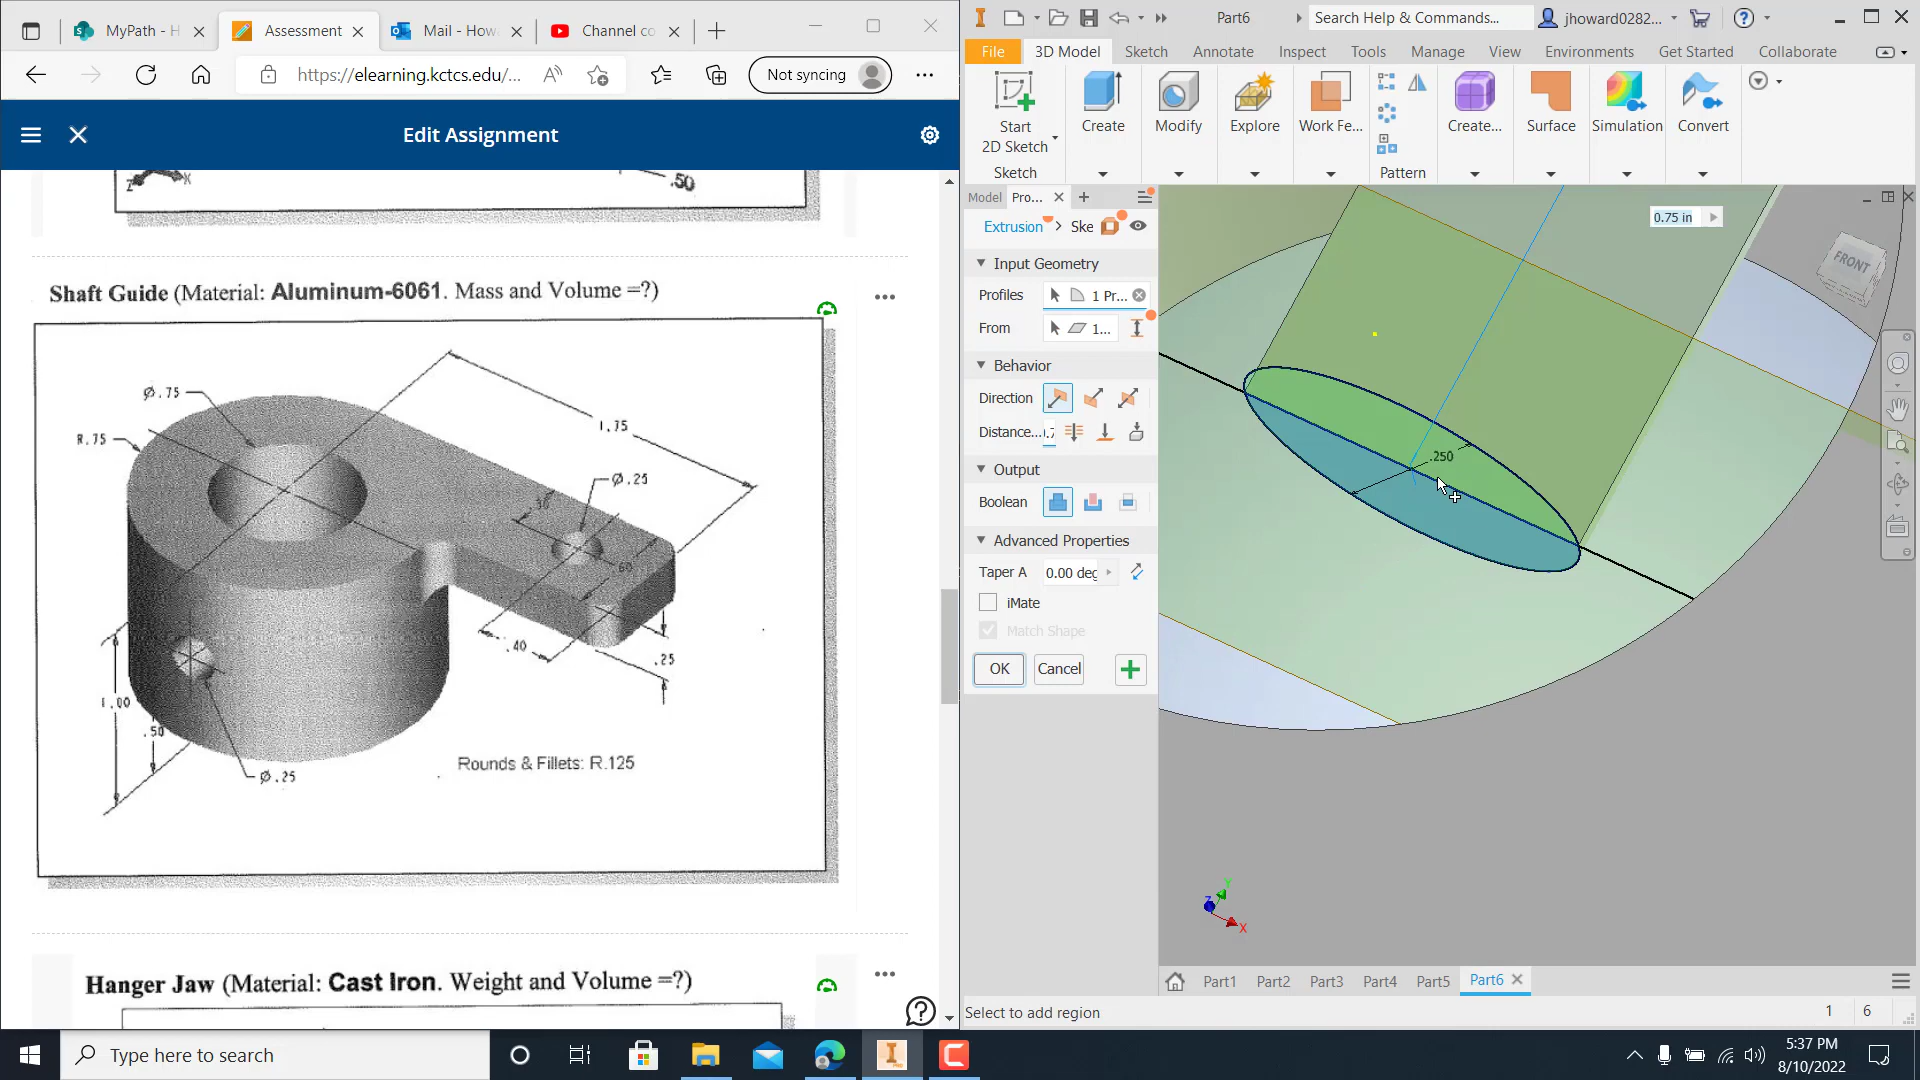 MyPath - H
Assessment
Mail - How
Channel co
https://elearning.kctcs.edu/...
Not syncing
Edit Assignment
Z
X
.50
Shaft Guide (Material: Aluminum-6061. Mass and Volume =?)
Ø.75
R.75
1.75
Ø.25
.30
.60
.40
.25
1.00
.50
Ø.25
Rounds & Fillets: R.125
Hanger Jaw (Material: Cast Iron. Weight and Volume =?)
Part6
Search Help & Commands...
jhoward0282...
File
3D Model
Sketch
Annotate
Inspect
Tools
Manage
View
Environments
Get Started
Collaborate
Start
2D Sketch
Create
Modify
Explore
Work Fe...
Create...
Surface
Simulation
Convert
Sketch
Pattern
Model
Pro...
Extrusion > Ske
Input Geometry
Profiles
1 Pr...
From
1...
Behavior
Direction
Distance...
Output
Boolean
Advanced Properties
Taper A
0.00 deg
iMate
Match Shape
OK
Cancel
0.75 in
FRONT
.250
Y
Z
X
Part1
Part2
Part3
Part4
Part5
Part6
Select to add region
1
6
Type here to search
5:37 PM
8/10/2022